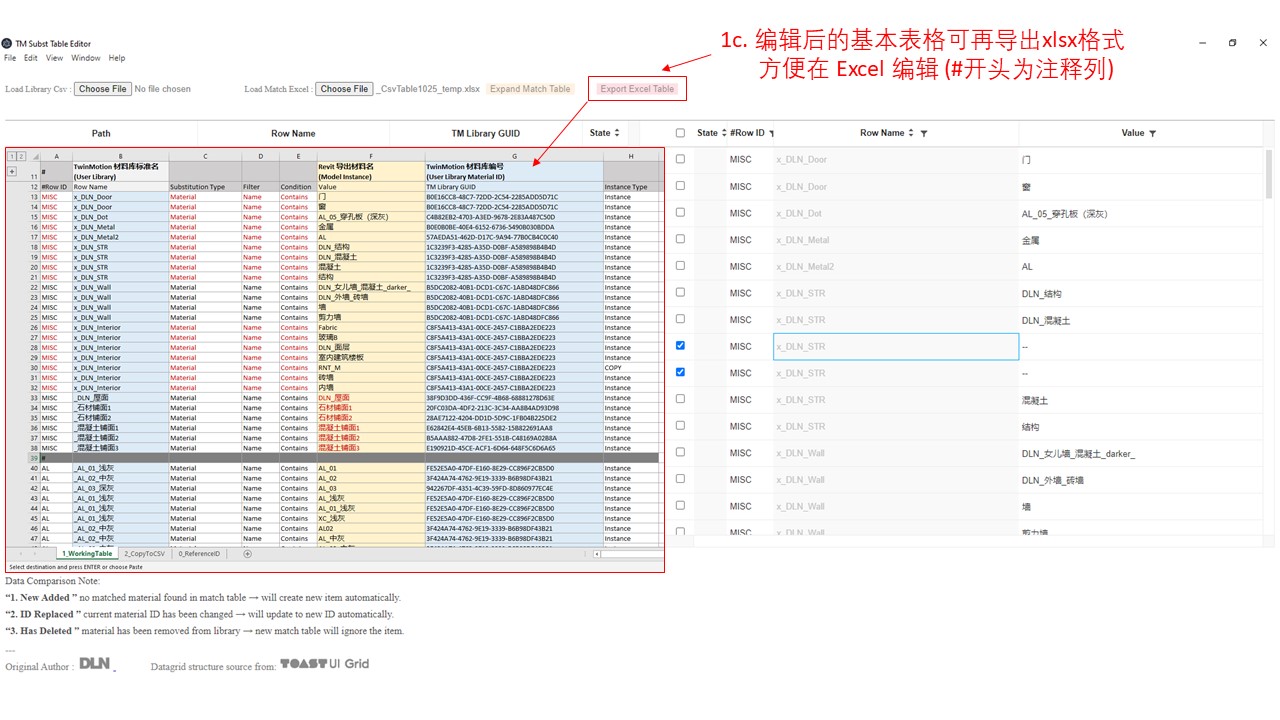 1c. 编辑后的基本表格可再导出xlsx格式
方便在 Excel 编辑 (#开头为注释列)
TM Subst Table Editor
File Edit View Window Help
Load Library Csv : Choose File No file chosen Load Match Excel : Choose File _CsvTable1025_temp.xlsx Expand Match Table Export Excel Table
Path Row Name TM Library GUID State
State #Row ID Row Name Value
1 2 A B C D E F G H
11 # TwinMotion 材料库标准名 (User Library) Revit 导出材料名 (Model Instance) TwinMotion 材料库编号 (User Library Material ID)
12 #Row ID Row Name Substitution Type Filter Condition Value TM Library GUID Instance Type
13 MISC x_DLN_Door Material Name Contains 门 B0E16CC8-48C7-72DD-2C54-2285ADD5D71C Instance
14 MISC x_DLN_Door Material Name Contains 窗 B0E16CC8-48C7-72DD-2C54-2285ADD5D71C Instance
15 MISC x_DLN_Dot Material Name Contains AL_05_穿孔板（深灰） C4B82EB2-4703-A3ED-9678-2E83A487C50D Instance
16 MISC x_DLN_Metal Material Name Contains 金属 B0E0B0BE-40E4-6152-6736-5490B030BDDA Instance
17 MISC x_DLN_Metal2 Material Name Contains AL 57AEDA51-462D-D17C-9A94-77B0CB4C0C40 Instance
18 MISC x_DLN_STR Material Name Contains DLN_结构 1C3239F3-4285-A35D-D0BF-A589898B4B4D Instance
19 MISC x_DLN_STR Material Name Contains DLN_混凝土 1C3239F3-4285-A35D-D0BF-A589898B4B4D Instance
20 MISC x_DLN_STR Material Name Contains 混凝土 1C3239F3-4285-A35D-D0BF-A589898B4B4D Instance
21 MISC x_DLN_STR Material Name Contains 结构 1C3239F3-4285-A35D-D0BF-A589898B4B4D Instance
22 MISC x_DLN_Wall Material Name Contains DLN_女儿墙_混凝土_darker_ B5DC2082-40B1-DCD1-C67C-1ABD48DFC866 Instance
23 MISC x_DLN_Wall Material Name Contains DLN_外墙_砖墙 B5DC2082-40B1-DCD1-C67C-1ABD48DFC866 Instance
24 MISC x_DLN_Wall Material Name Contains 墙 B5DC2082-40B1-DCD1-C67C-1ABD48DFC866 Instance
25 MISC x_DLN_Wall Material Name Contains 剪力墙 B5DC2082-40B1-DCD1-C67C-1ABD48DFC866 Instance
26 MISC x_DLN_Interior Material Name Contains Fabric C8F5A413-43A1-00CE-2457-C1BBA2EDE223 Instance
27 MISC x_DLN_Interior Material Name Contains 玻璃B C8F5A413-43A1-00CE-2457-C1BBA2EDE223 Instance
28 MISC x_DLN_Interior Material Name Contains DLN_面层 C8F5A413-43A1-00CE-2457-C1BBA2EDE223 Instance
29 MISC x_DLN_Interior Material Name Contains 室内建筑楼板 C8F5A413-43A1-00CE-2457-C1BBA2EDE223 Instance
30 MISC x_DLN_Interior Material Name Contains RNT_M C8F5A413-43A1-00CE-2457-C1BBA2EDE223 COPY
31 MISC x_DLN_Interior Material Name Contains 砖墙 C8F5A413-43A1-00CE-2457-C1BBA2EDE223 Instance
32 MISC x_DLN_Interior Material Name Contains 内墙 C8F5A413-43A1-00CE-2457-C1BBA2EDE223 Instance
33 MISC _DLN_屋面 Material Name Contains DLN_屋面 38F9D3DD-436F-CC9F-4B68-68881278D63E Instance
34 MISC _石材铺面1 Material Name Contains 石材铺面1 20FC03DA-4DF2-213C-3C34-AA8B4AD93D98 Instance
35 MISC _石材铺面2 Material Name Contains 石材铺面2 28AE7122-4204-DD1D-5D9C-1FB04B225DE2 Instance
36 MISC _混凝土铺面1 Material Name Contains 混凝土铺面1 E62842E4-45EB-6B13-5582-15B822691AA8 Instance
37 MISC _混凝土铺面2 Material Name Contains 混凝土铺面2 B5AAA882-47D8-2FE1-551B-C48169A02B8A Instance
38 MISC _混凝土铺面3 Material Name Contains 混凝土铺面3 E190921D-45CE-ACF1-6D64-648F5C6D6A65 Instance
39 #
40 AL _AL_01_浅灰 Material Name Contains AL_01 FE52E5A0-47DF-E160-8E29-CC896F2CB5D0 Instance
41 AL _AL_02_中灰 Material Name Contains AL_02 3F424A74-4762-9E19-3339-B6B98DF43B21 Instance
42 AL _AL_03_深灰 Material Name Contains AL_03 942267DF-4351-4C39-59FD-8D860977EC4E Instance
43 AL _AL_01_浅灰 Material Name Contains AL_浅灰 FE52E5A0-47DF-E160-8E29-CC896F2CB5D0 Instance
44 AL _AL_01_浅灰 Material Name Contains AL_01_浅灰 FE52E5A0-47DF-E160-8E29-CC896F2CB5D0 Instance
45 AL _AL_01_浅灰 Material Name Contains XC_浅灰 FE52E5A0-47DF-E160-8E29-CC896F2CB5D0 Instance
46 AL _AL_02_中灰 Material Name Contains AL02 3F424A74-4762-9E19-3339-B6B98DF43B21 Instance
47 AL _AL_02_中灰 Material Name Contains AL_中灰 3F424A74-4762-9E19-3339-B6B98DF43B21 Instance
1_WorkingTable 2_CopyToCSV 0_ReferenceID
Select destination and press ENTER or choose Paste
MISC x_DLN_Door 门
MISC x_DLN_Door 窗
MISC x_DLN_Dot AL_05_穿孔板（深灰）
MISC x_DLN_Metal 金属
MISC x_DLN_Metal2 AL
MISC x_DLN_STR DLN_结构
MISC x_DLN_STR DLN_混凝土
MISC x_DLN_STR --
MISC x_DLN_STR --
MISC x_DLN_STR 混凝土
MISC x_DLN_STR 结构
MISC x_DLN_Wall DLN_女儿墙_混凝土_darker_
MISC x_DLN_Wall DLN_外墙_砖墙
MISC x_DLN_Wall 墙
MISC x_DLN_Wall 剪力墙
Data Comparison Note:
“1. New Added ” no matched material found in match table → will create new item automatically.
“2. ID Replaced ” current material ID has been changed → will update to new ID automatically.
“3. Has Deleted ” material has been removed from library → new match table will ignore the item.
---
Original Author : DLN_ Datagrid structure source from: TOAST UI Grid